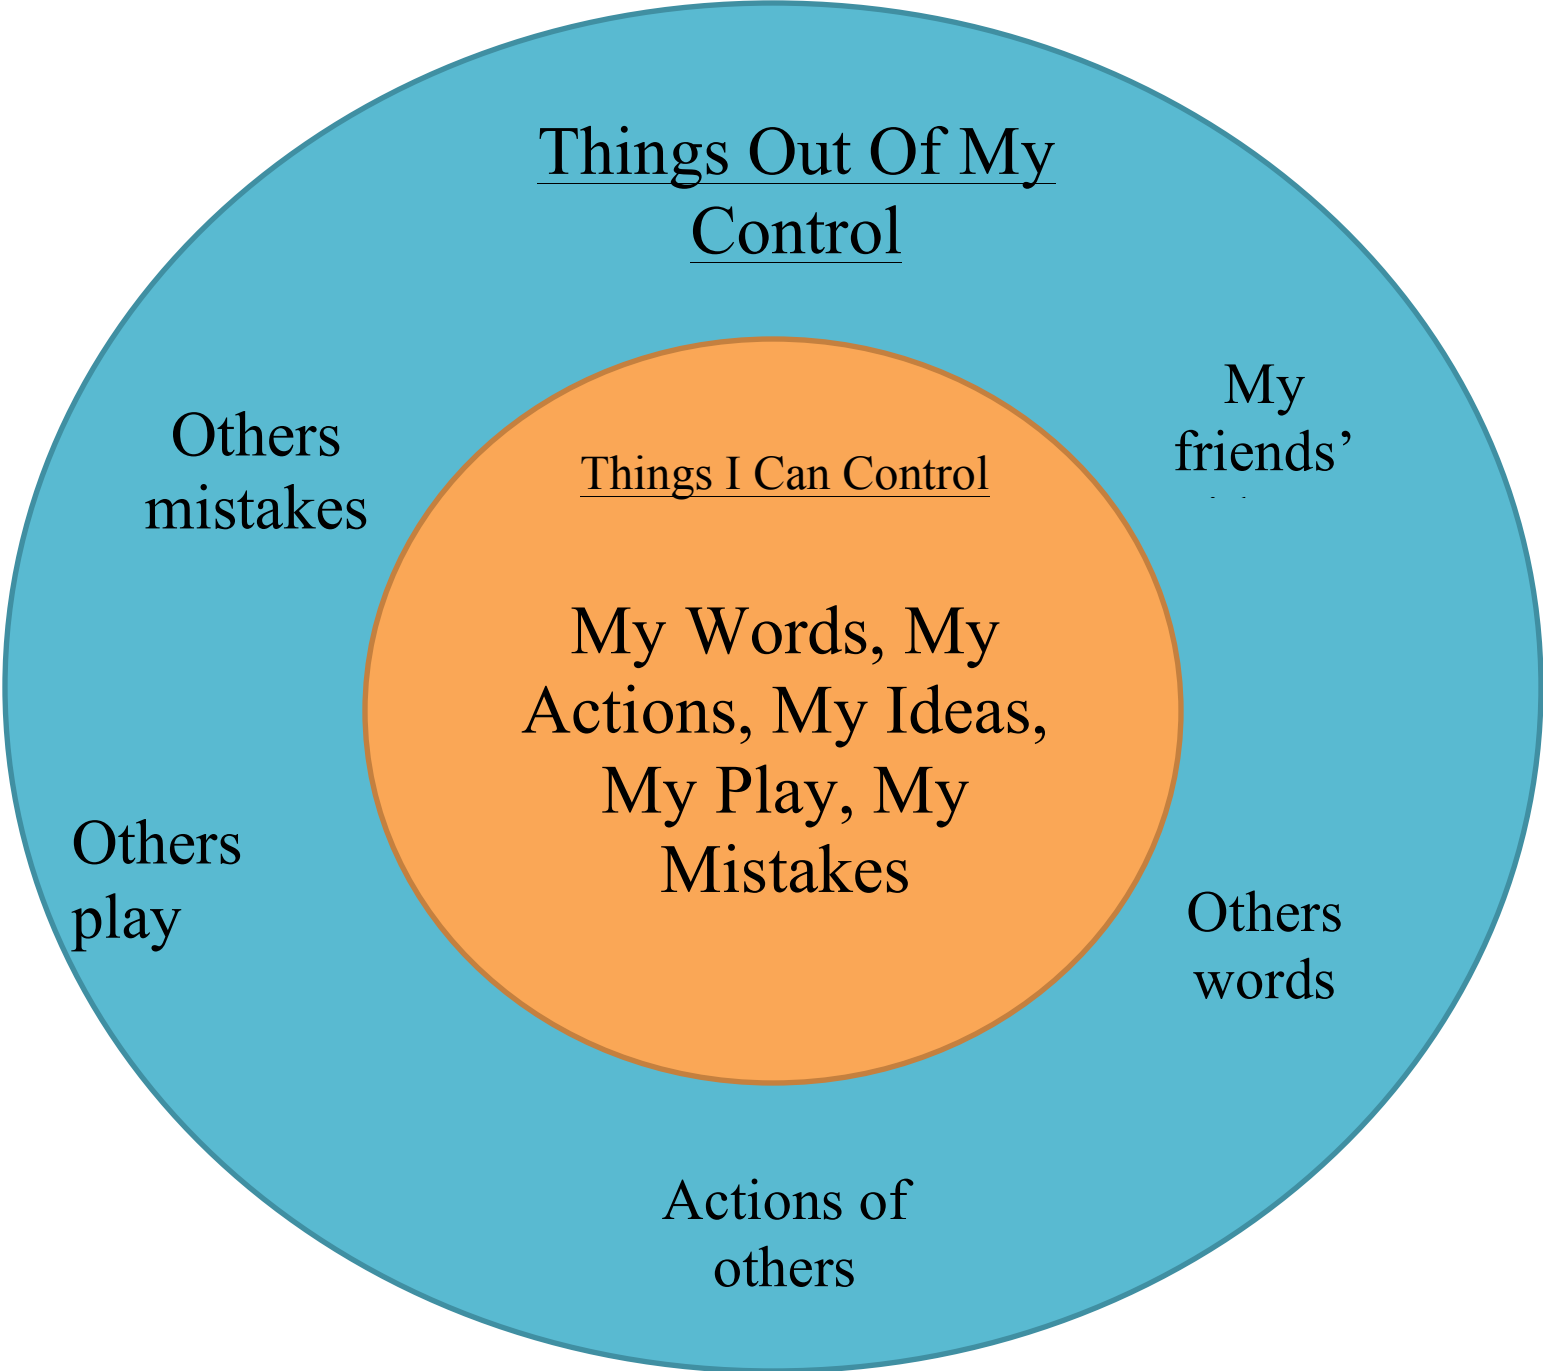 Things Out Of My
Control
My
friends’
Others
mistakes
Things I Can Control
My Words, My
Actions, My Ideas,
My Play, My
Mistakes
Others
play
Others
words
Actions of
others